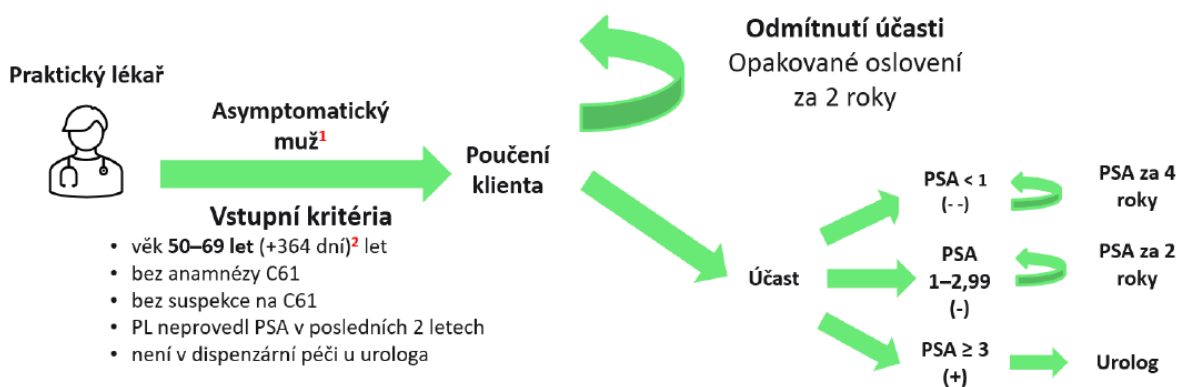 Praktický lékař
Asymptomatický
muž1
Vstupní kritéria
• věk 50–69 let (+364 dní)2 let
• bez anamnézy C61
• bez suspekce na C61
• PL neprovedl PSA v posledních 2 letech
• není v dispenzární péči u urologa
Poučení
klienta
Odmítnutí účasti
Opakované oslovení
za 2 roky
Účast
PSA < 1
(- -)
PSA za 4
roky
PSA
1–2,99
(-)
PSA za 2
roky
PSA ≥ 3
(+)
Urolog